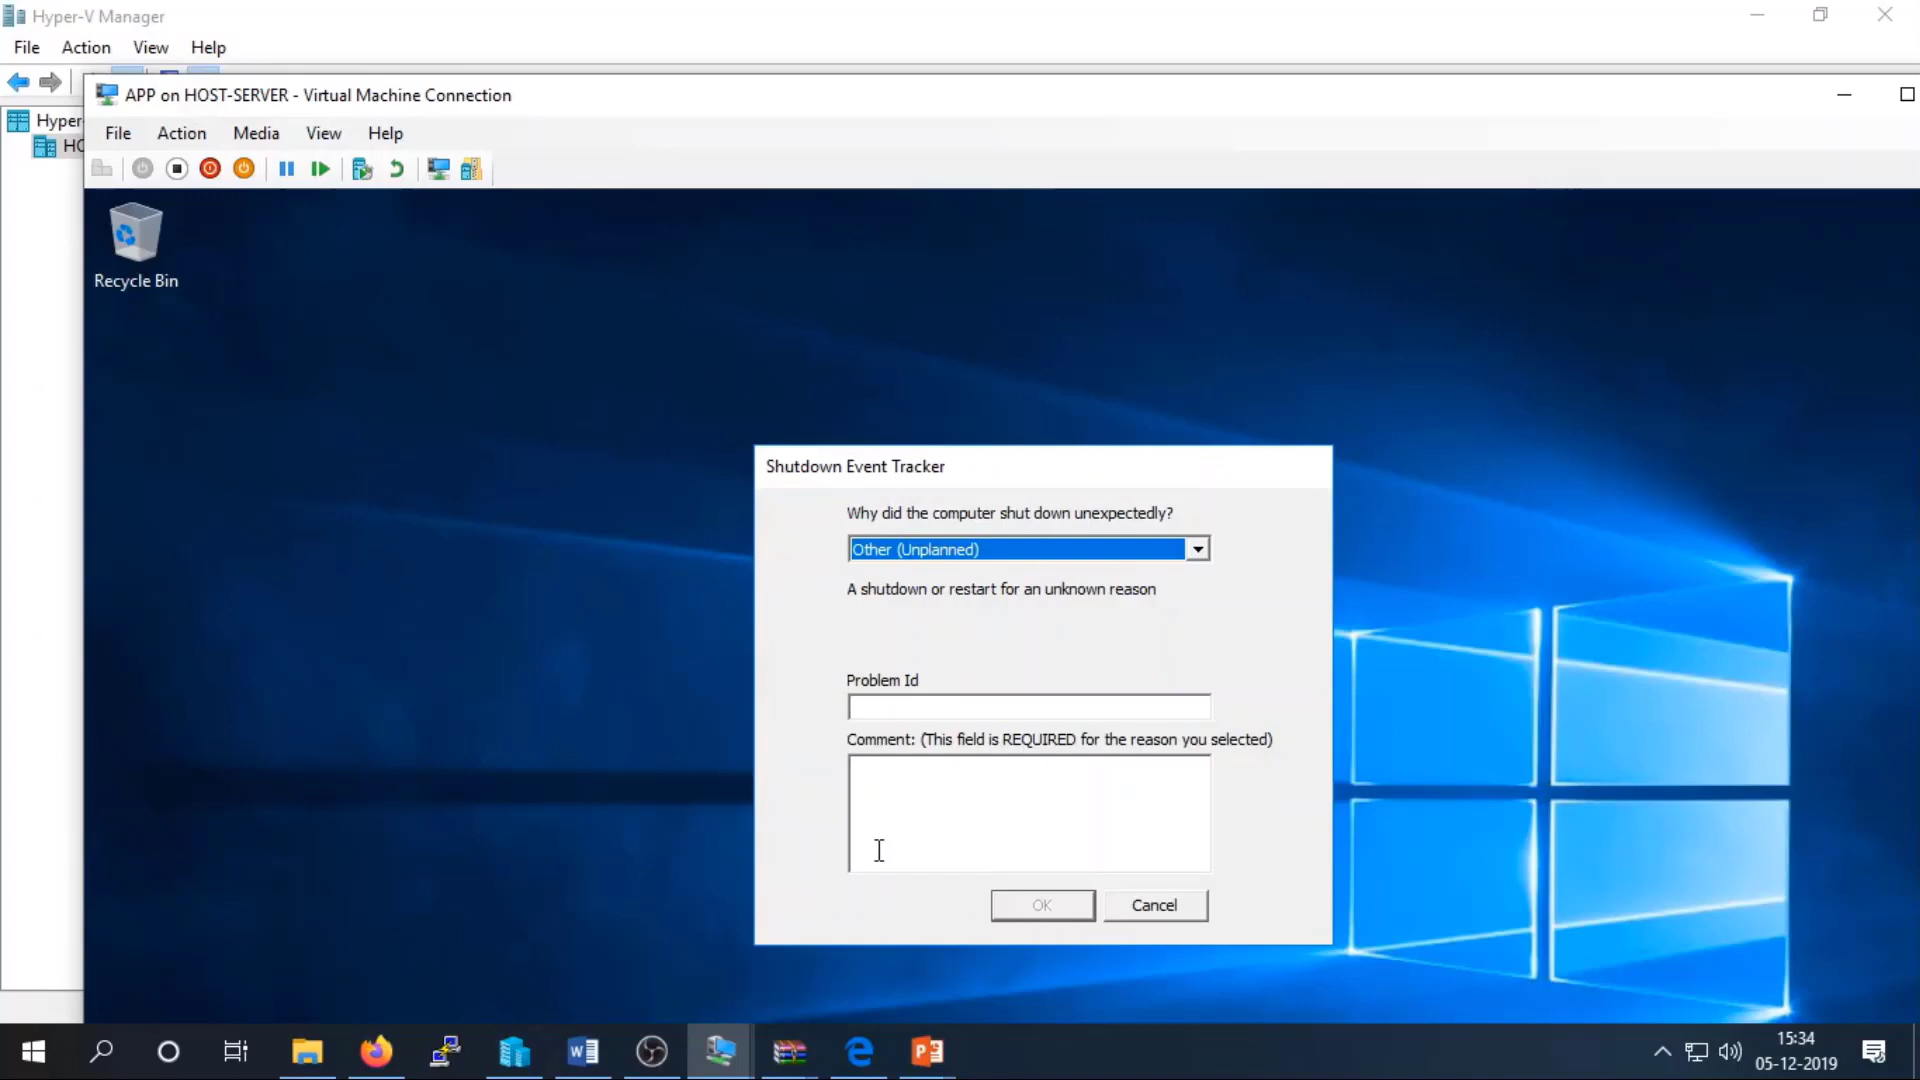 Hyper-V Manager
File Action View Help
APP on HOST-SERVER - Virtual Machine Connection
Hyper-
HO
File Action Media View Help
Recycle Bin
Shutdown Event Tracker
Why did the computer shut down unexpectedly?
Other (Unplanned)
A shutdown or restart for an unknown reason
Problem Id
Comment: (This field is REQUIRED for the reason you selected)
OK Cancel
15:34
05-12-2019